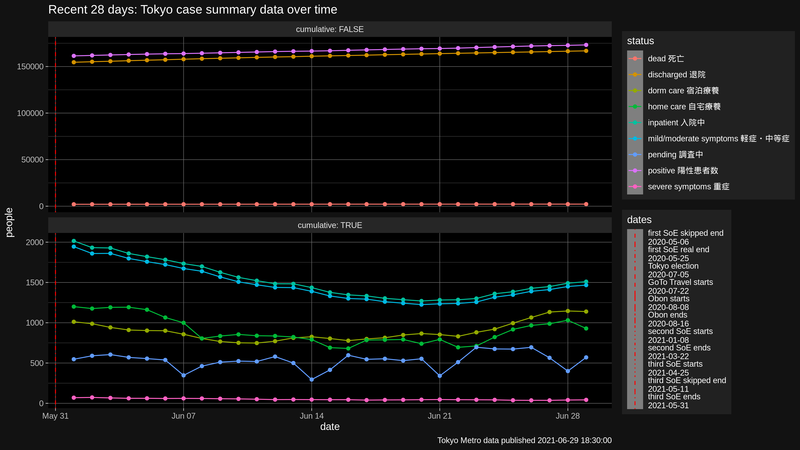 Recent 28 days: Tokyo case summary data over time
cumulative: FALSE
150000
100000
50000
0
cumulative: TRUE
2000
1500
1000
500
0
people
May 31
Jun 07
Jun 14
Jun 21
Jun 28
date
Tokyo Metro data published 2021-06-29 18:30:00
status
dead 死亡
discharged 退院
dorm care 宿泊療養
home care 自宅療養
inpatient 入院中
mild/moderate symptoms 軽症・中等症
pending 調査中
positive 陽性患者数
severe symptoms 重症
dates
first SoE skipped end
2020-05-06
first SoE real end
2020-05-25
Tokyo election
2020-07-05
GoTo Travel starts
2020-07-22
Obon starts
2020-08-08
Obon ends
2020-08-16
second SoE starts
2021-01-08
second SoE ends
2021-03-22
third SoE starts
2021-04-25
third SoE skipped end
2021-05-11
third SoE ends
2021-05-31